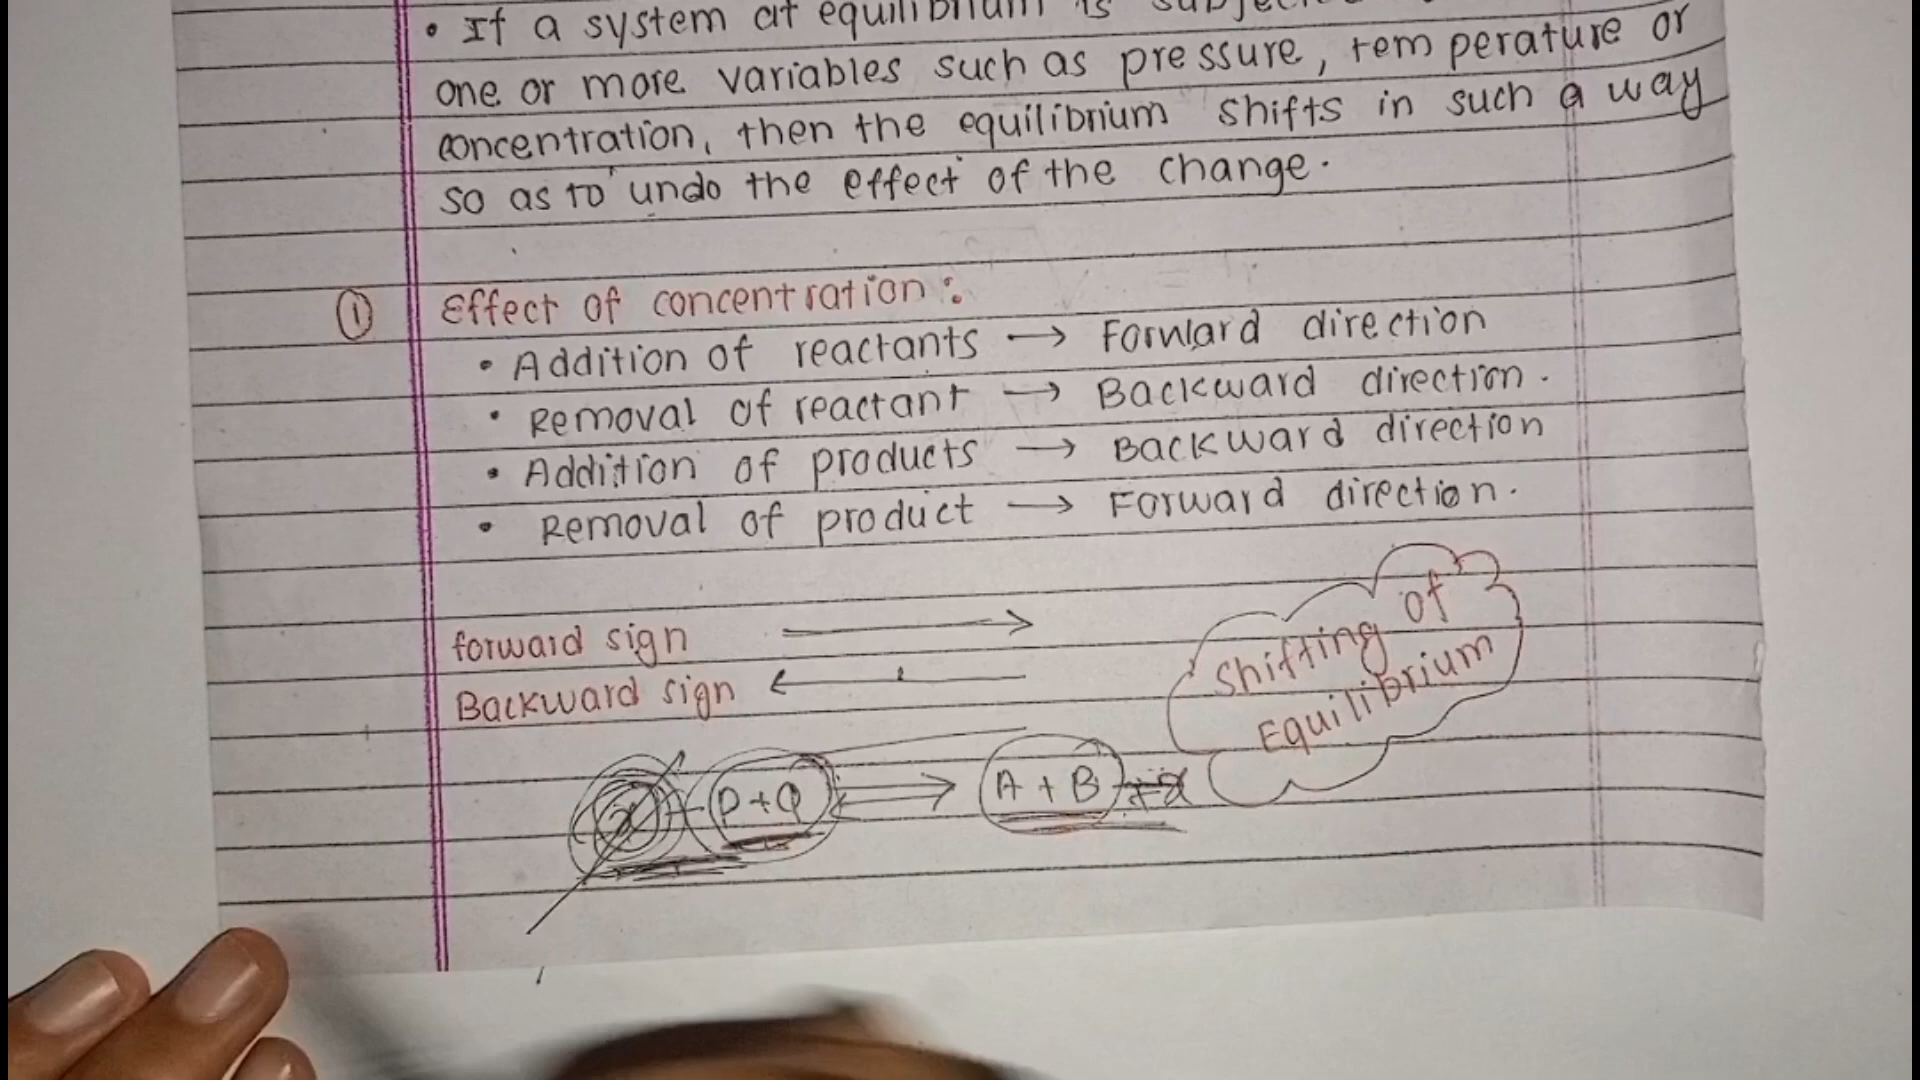 • If a system at equilibrium is
one or more variables such as pressure, temperature or
concentration, then the equilibrium shifts in such a way
so as to undo the effect of the change.
① Effect of concentration :
• Addition of reactants → Forward direction
• Removal of reactant → Backward direction.
• Addition of products → Backward direction
• Removal of product → Forward direction.
forward sign →
Backward sign ←
Shifting of
Equilibrium
P+Q ⇌ A + B